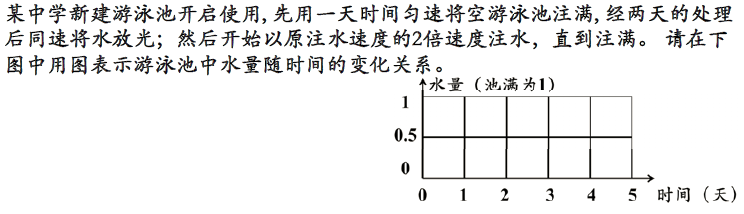 某中学新建游泳池开启使用, 先用一天时间匀速将空游泳池注满, 经两天的处理
后同速将水放光；然后开始以原注水速度的2倍速度注水，直到注满。 请在下
图中用图表示游泳池中水量随时间的变化关系。
水量（池满为1）
1
0.5
0
0 1 2 3 4 5 时间（天）